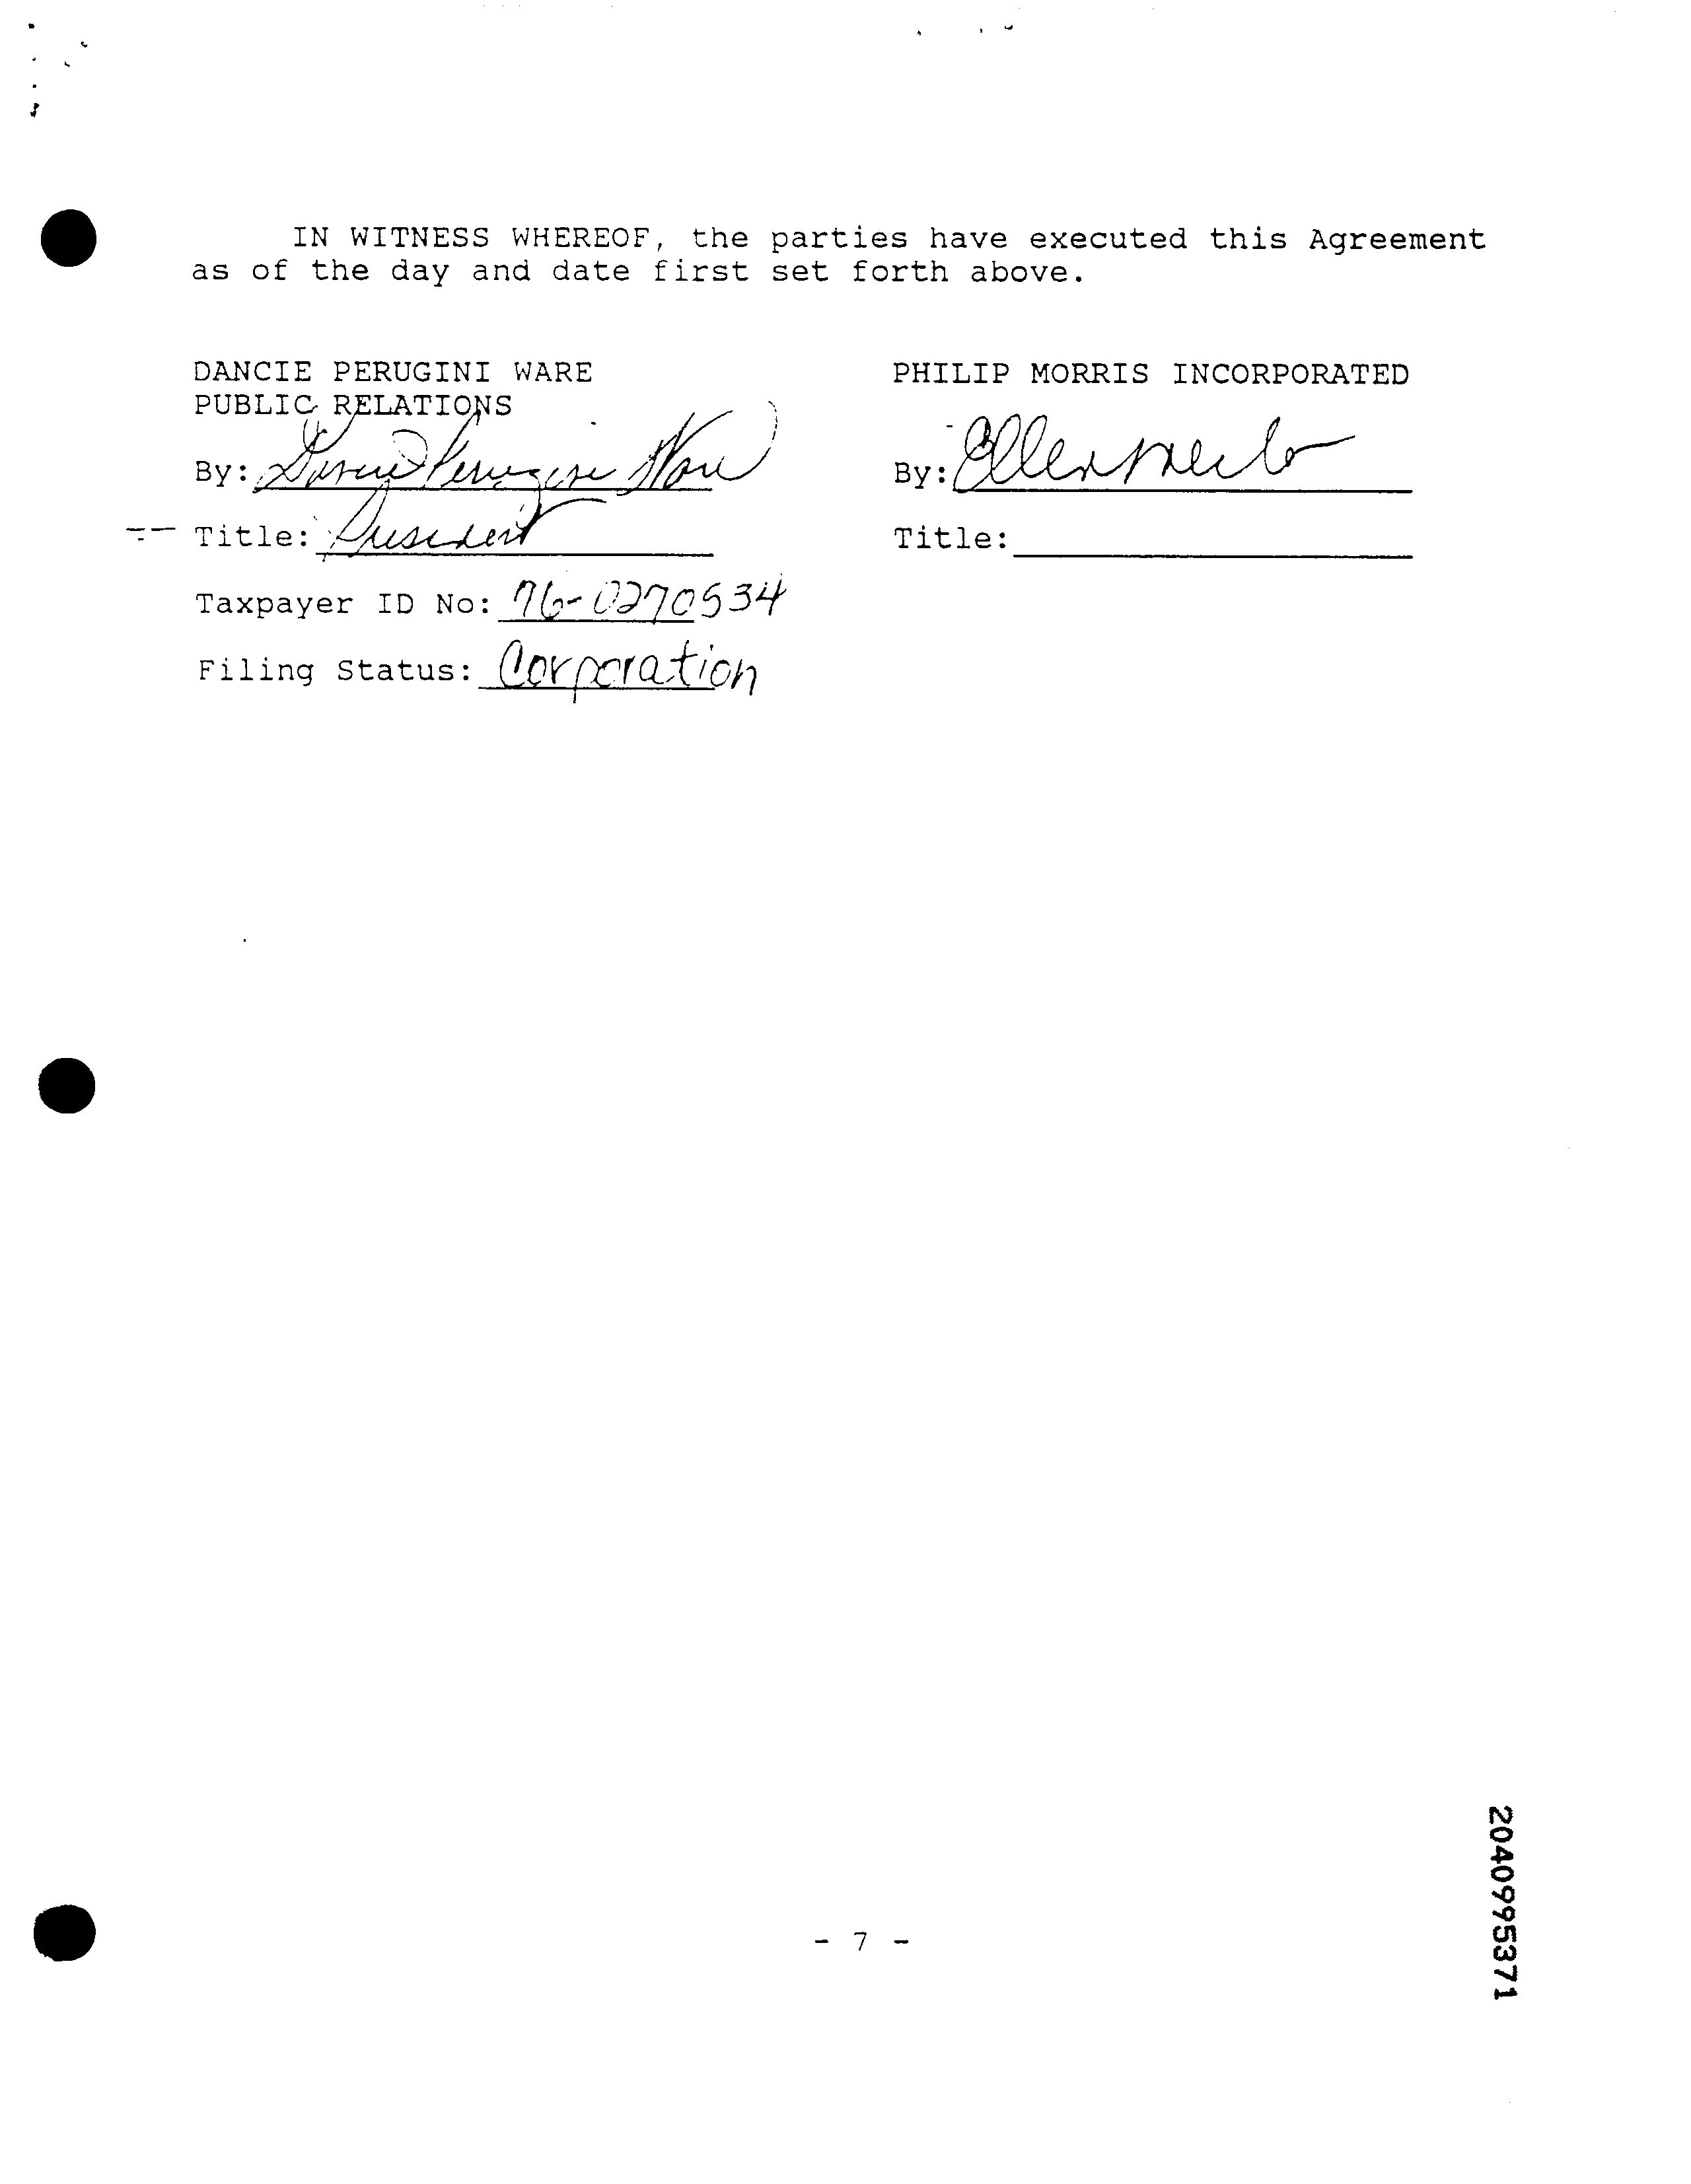 IN WITNESS WHEREOF, the parties have executed this Agreement
as of the day and date first set forth above.
DANCIE PERUGINI WARE
PUBLIC RELATIONS
By: Dancie Perugini Ware
Title: President
Taxpayer ID No: 76-0270534
Filing Status: Corporation
PHILIP MORRIS INCORPORATED
By: Ellen Merlo
Title:
- 7 -
2040995371